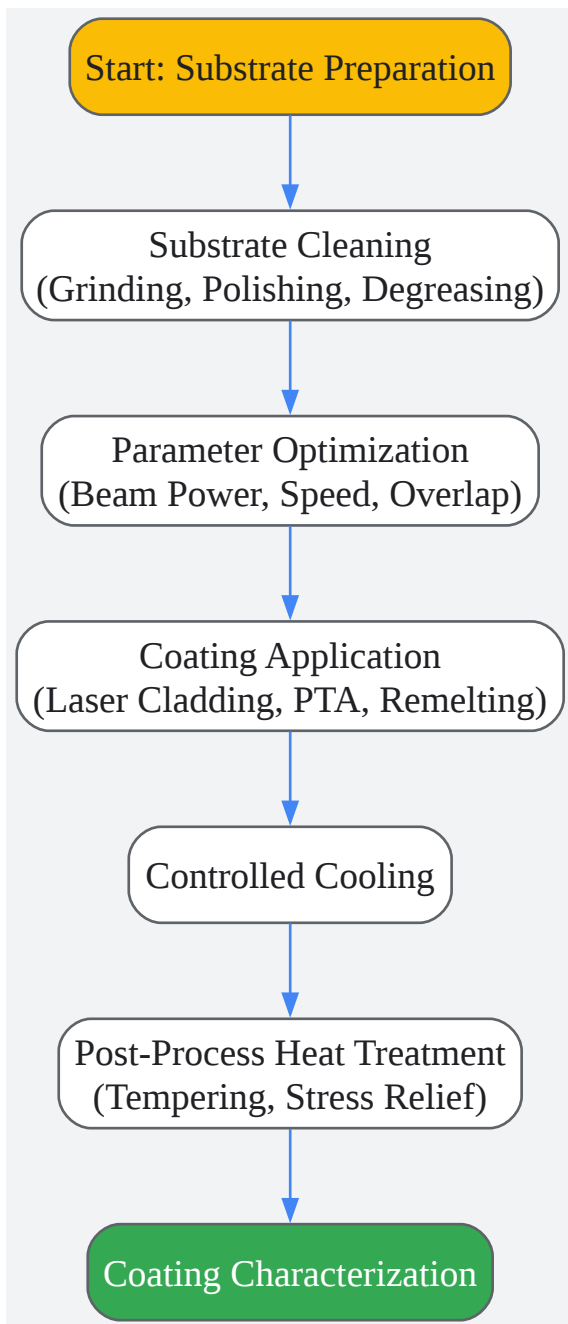 Start: Substrate Preparation
Substrate Cleaning
(Grinding, Polishing, Degreasing)
Parameter Optimization
(Beam Power, Speed, Overlap)
Coating Application
(Laser Cladding, PTA, Remelting)
Controlled Cooling
Post-Process Heat Treatment
(Tempering, Stress Relief)
Coating Characterization